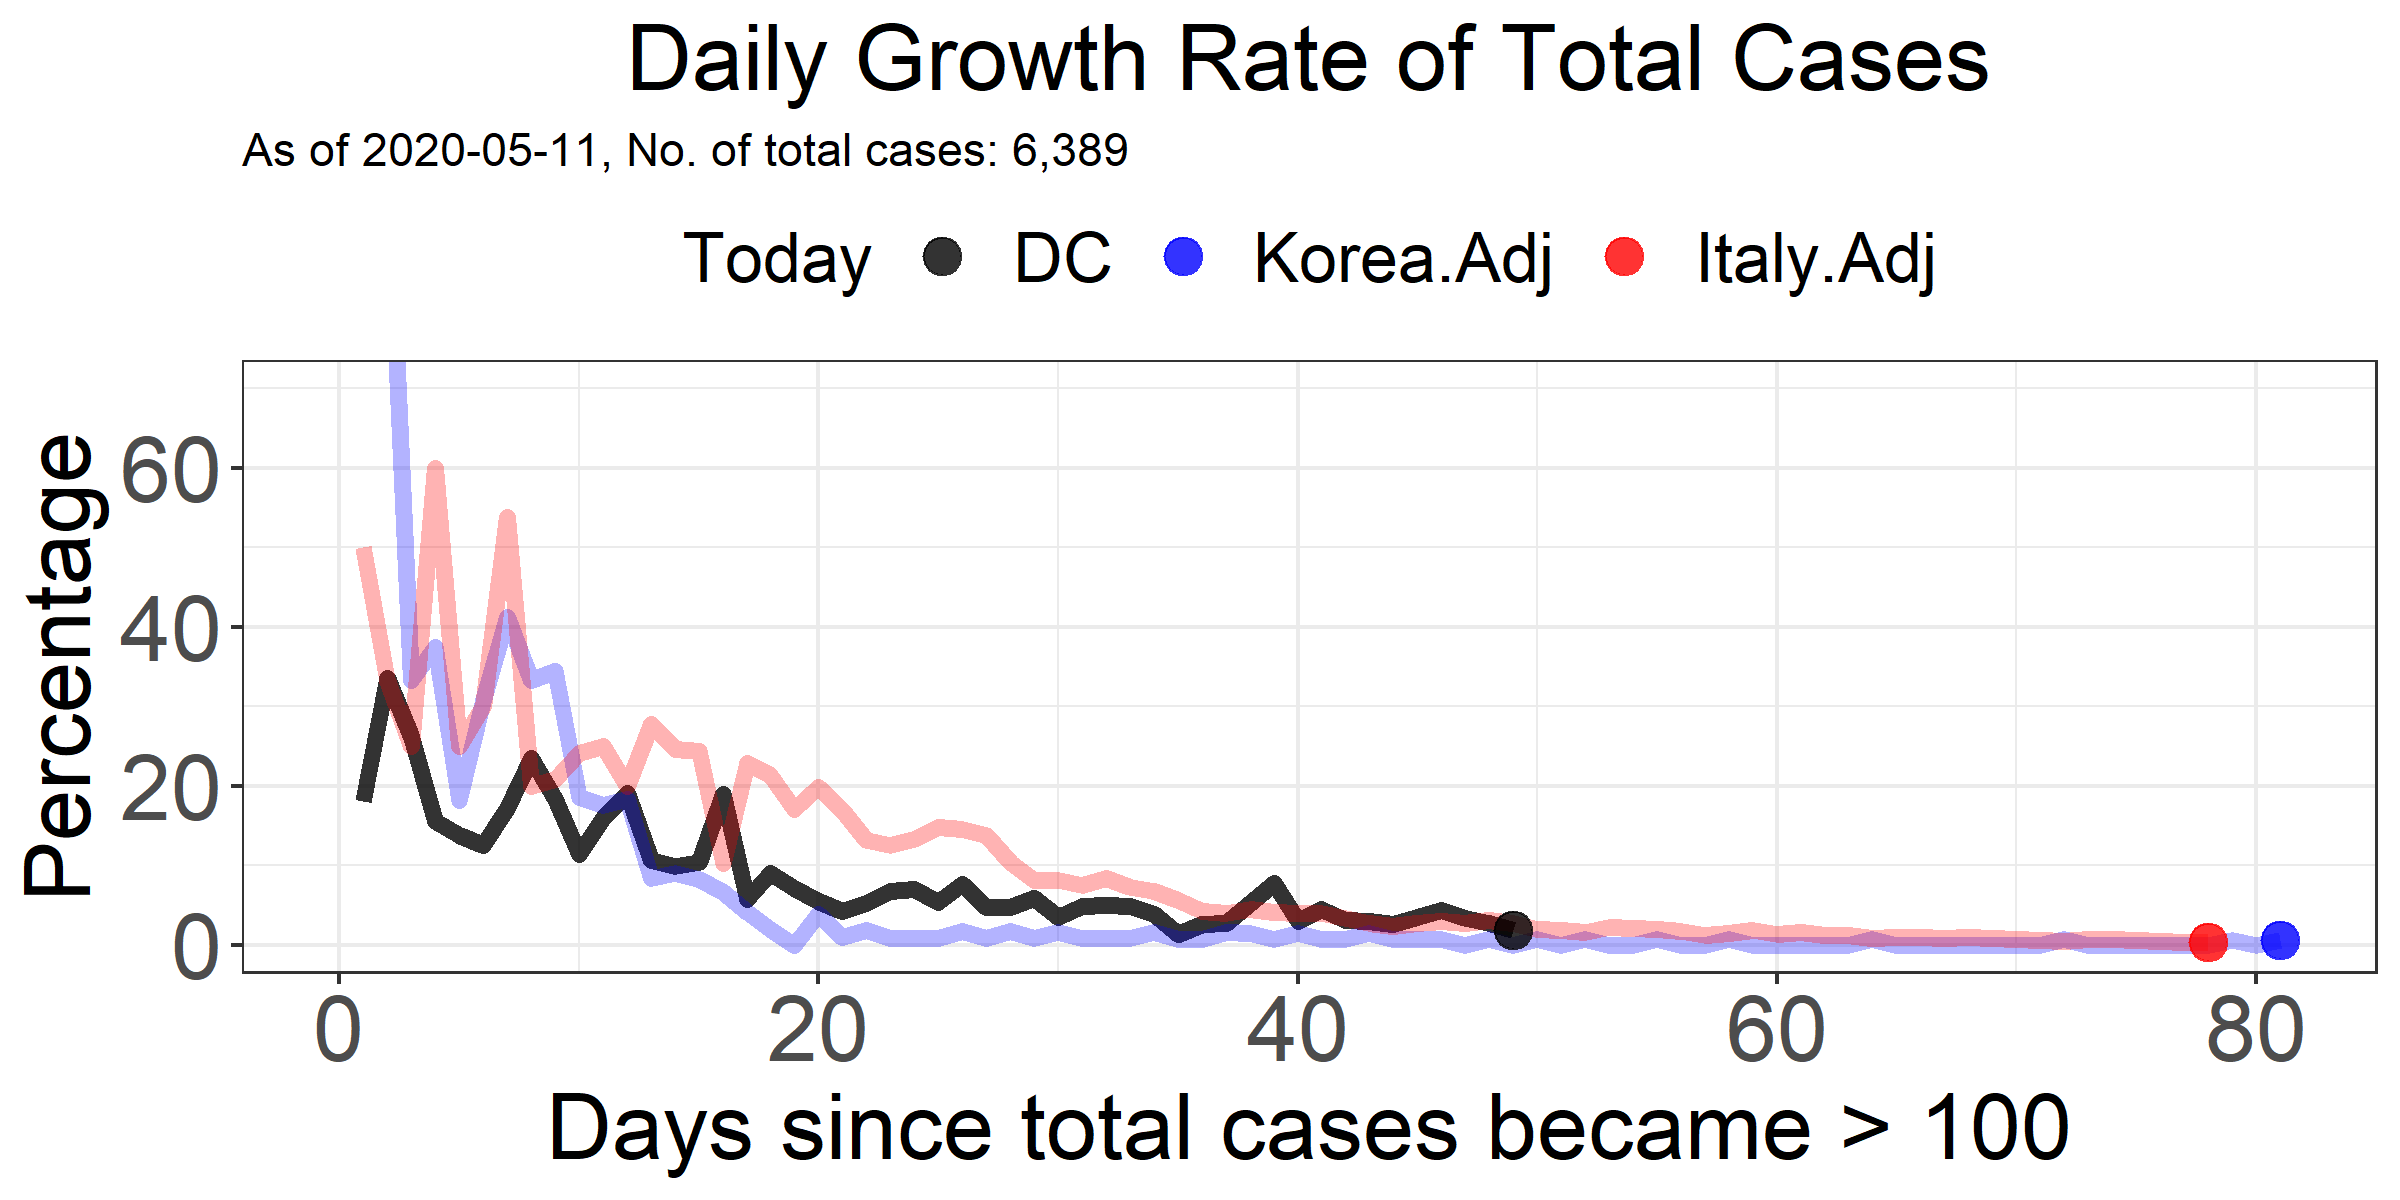 Daily Growth Rate of Total Cases
As of 2020-05-11, No. of total cases: 6,389
Today DC Korea.Adj Italy.Adj
Percentage
60
40
20
0
0 20 40 60 80
Days since total cases became > 100